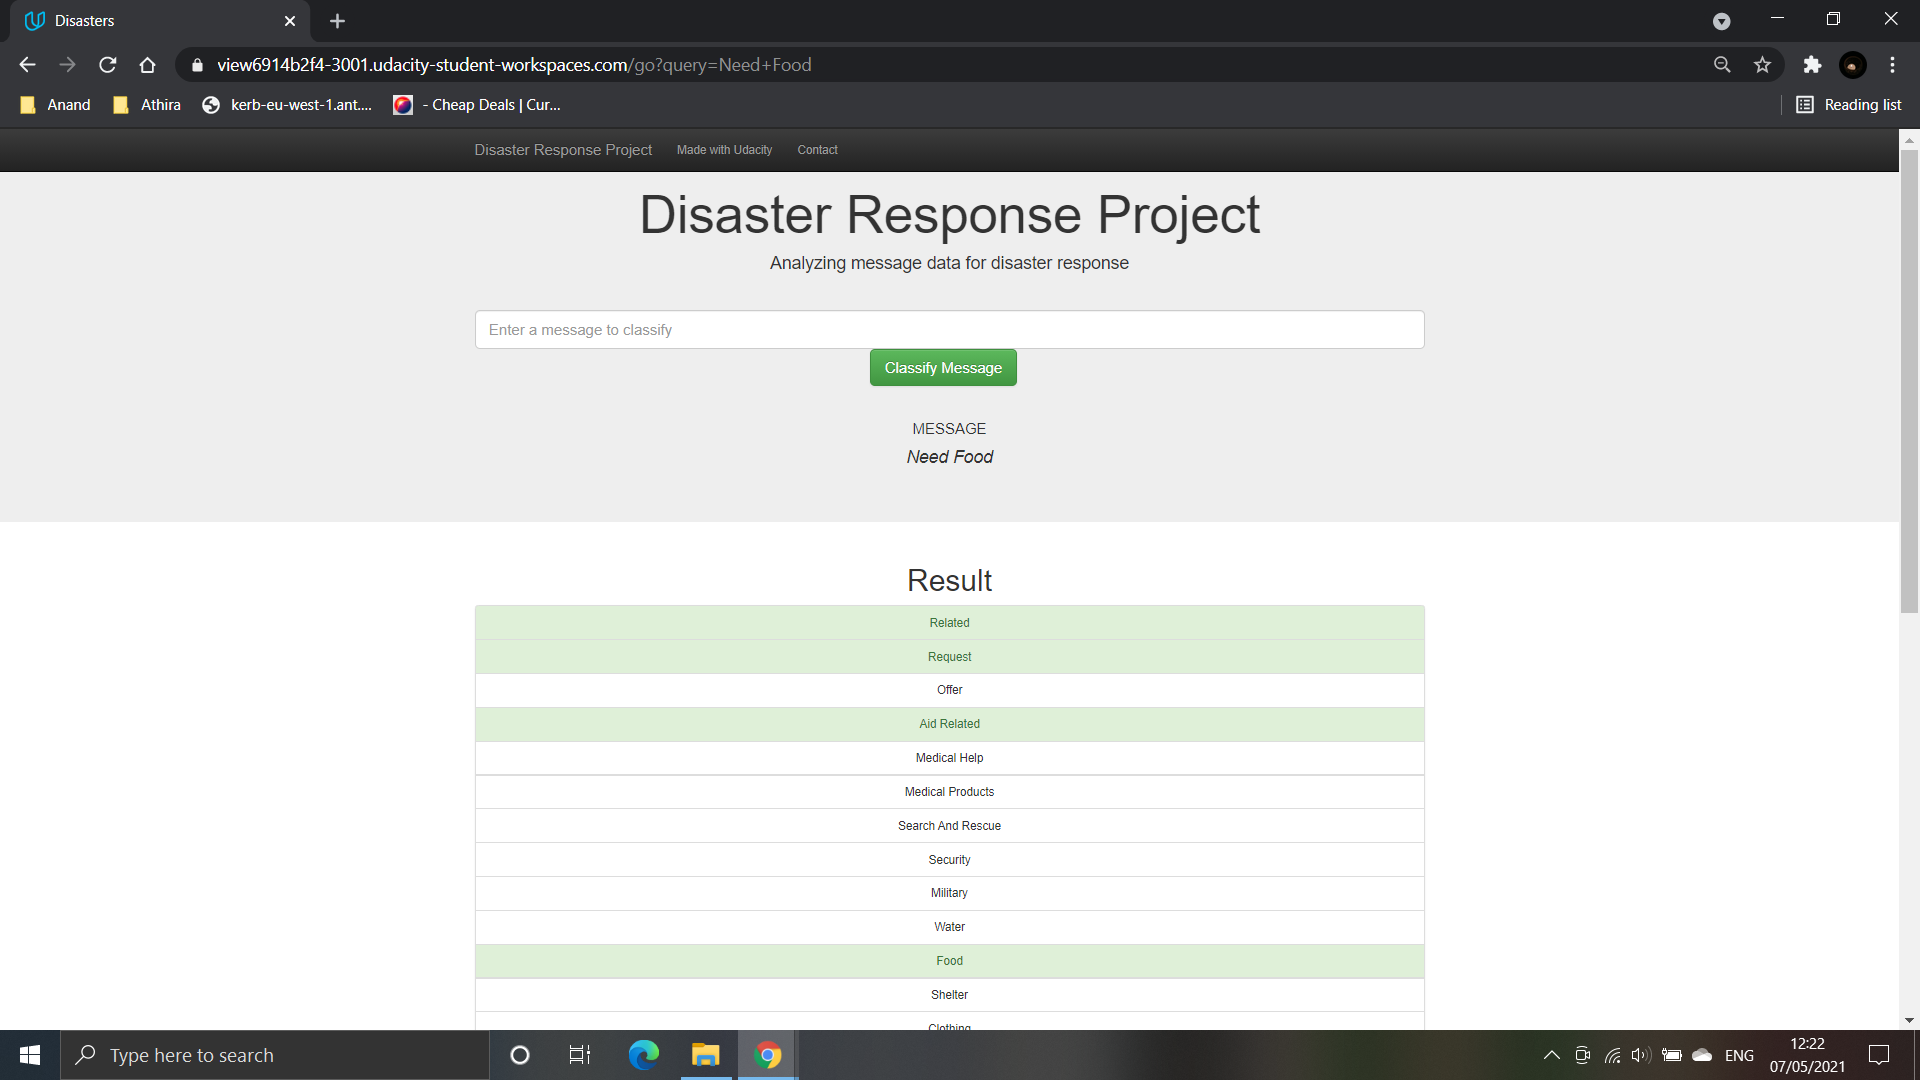 Disasters
view6914b2f4-3001.udacity-student-workspaces.com/go?query=Need+Food
Anand Athira kerb-eu-west-1.ant.... - Cheap Deals | Cur... Reading list
Disaster Response Project Made with Udacity Contact
Disaster Response Project
Analyzing message data for disaster response
Enter a message to classify
Classify Message
MESSAGE
Need Food
Result
Related
Request
Offer
Aid Related
Medical Help
Medical Products
Search And Rescue
Security
Military
Water
Food
Shelter
Clothing
Type here to search
ENG
12:22
07/05/2021